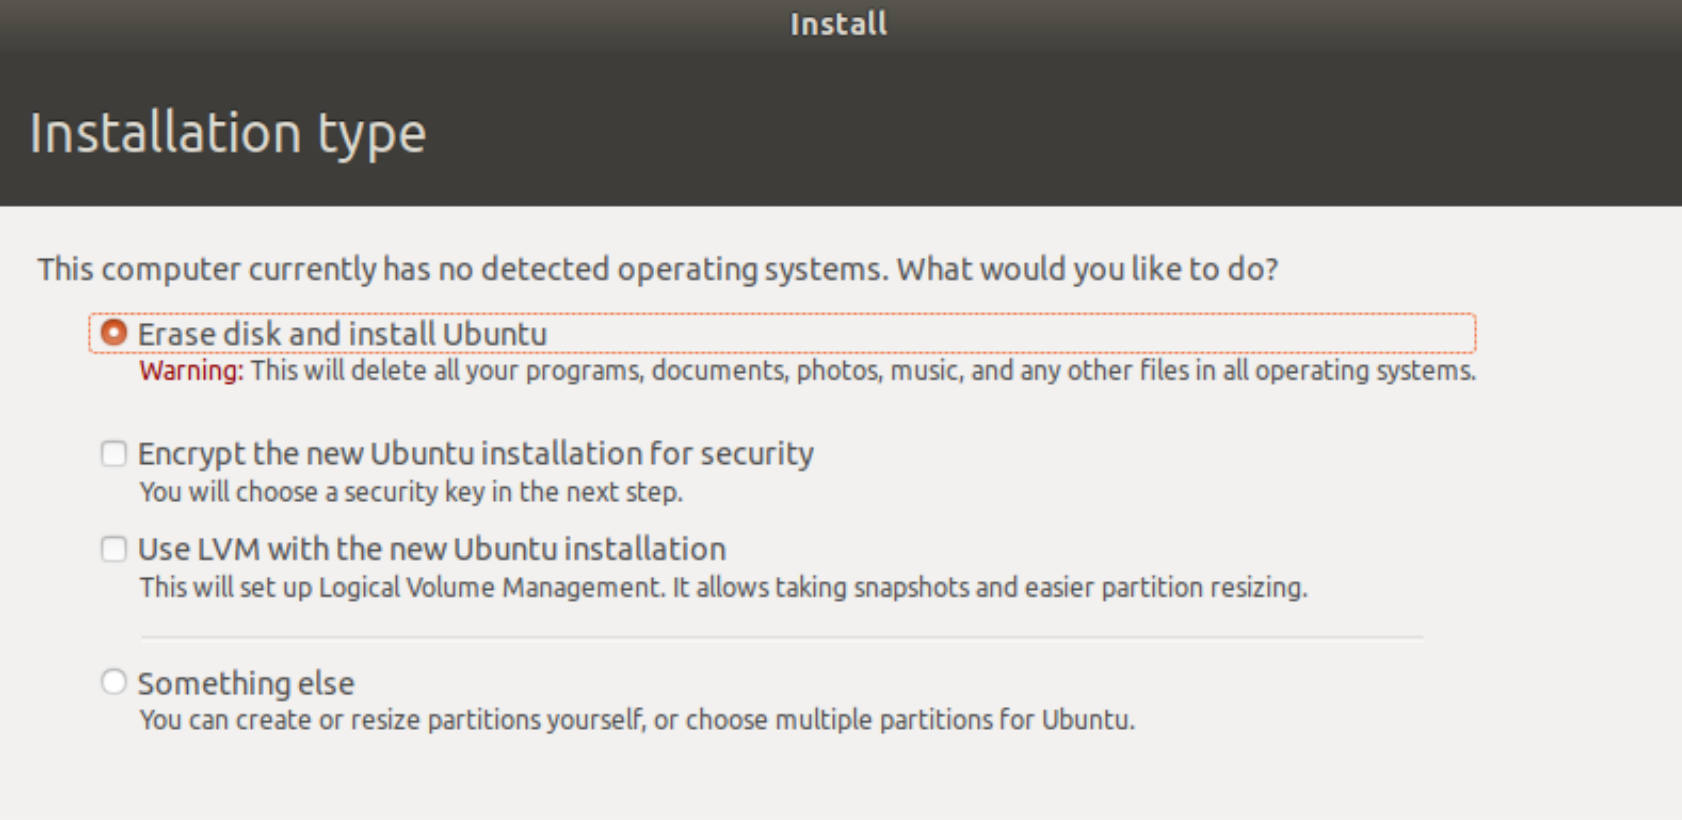 Install
Installation type
This computer currently has no detected operating systems. What would you like to do?
Erase disk and install Ubuntu
Warning: This will delete all your programs, documents, photos, music, and any other files in all operating systems.
Encrypt the new Ubuntu installation for security
You will choose a security key in the next step.
Use LVM with the new Ubuntu installation
This will set up Logical Volume Management. It allows taking snapshots and easier partition resizing.
Something else
You can create or resize partitions yourself, or choose multiple partitions for Ubuntu.